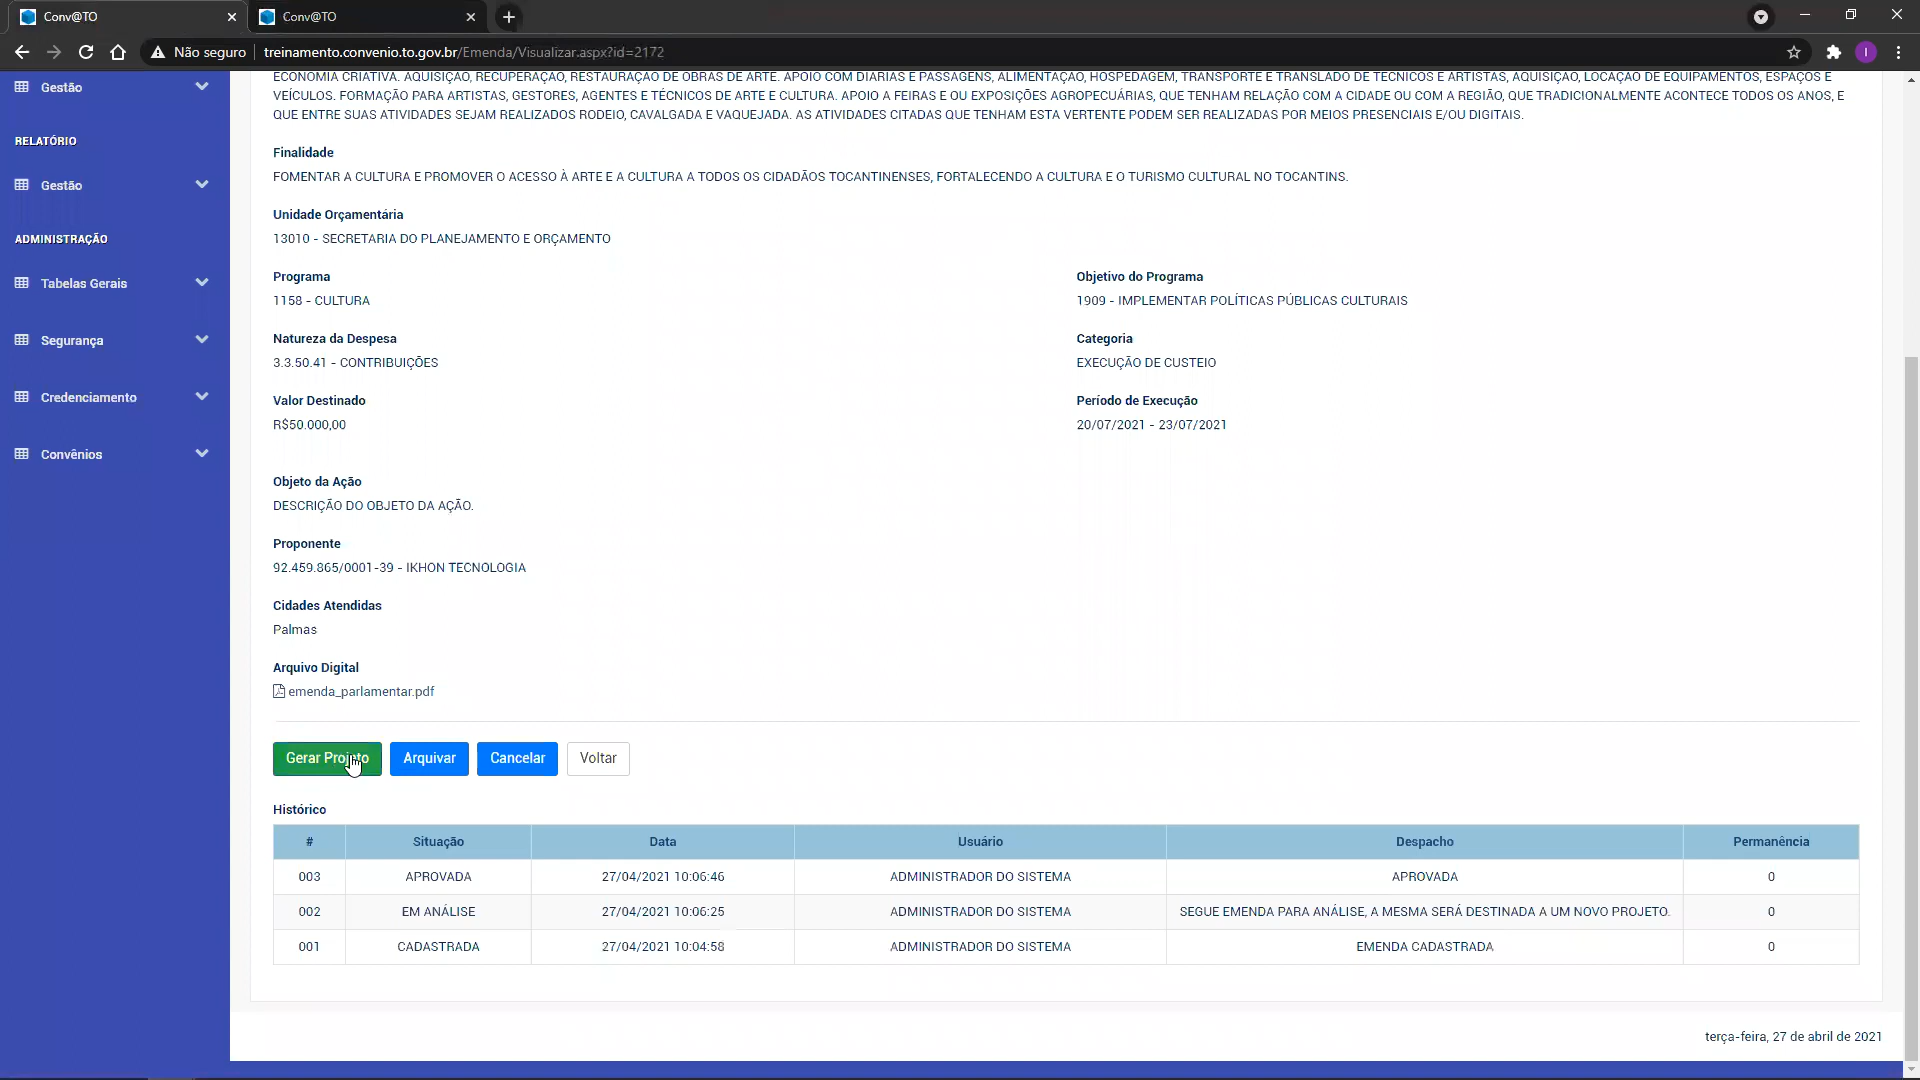 Conv@TO
Conv@TO
Não seguro
treinamento.convenio.to.gov.br/Emenda/Visualizar.aspx?id=2172
I
Gestão
RELATÓRIO
Gestão
ADMINISTRAÇÃO
Tabelas Gerais
Segurança
Credenciamento
Convênios
ECONOMIA CRIATIVA. AQUISIÇÃO, RECUPERAÇÃO, RESTAURAÇÃO DE OBRAS DE ARTE. APOIO COM DIÁRIAS E PASSAGENS, ALIMENTAÇÃO, HOSPEDAGEM, TRANSPORTE E TRANSLADO DE TÉCNICOS E ARTISTAS, AQUISIÇÃO, LOCAÇÃO DE EQUIPAMENTOS, ESPAÇOS E
VEÍCULOS. FORMAÇÃO PARA ARTISTAS, GESTORES, AGENTES E TÉCNICOS DE ARTE E CULTURA. APOIO A FEIRAS E OU EXPOSIÇÕES AGROPECUÁRIAS, QUE TENHAM RELAÇÃO COM A CIDADE OU COM A REGIÃO, QUE TRADICIONALMENTE ACONTECE TODOS OS ANOS, E
QUE ENTRE SUAS ATIVIDADES SEJAM REALIZADOS RODEIO, CAVALGADA E VAQUEJADA. AS ATIVIDADES CITADAS QUE TENHAM ESTA VERTENTE PODEM SER REALIZADAS POR MEIOS PRESENCIAIS E/OU DIGITAIS.
Finalidade
FOMENTAR A CULTURA E PROMOVER O ACESSO À ARTE E A CULTURA A TODOS OS CIDADÃOS TOCANTINENSES, FORTALECENDO A CULTURA E O TURISMO CULTURAL NO TOCANTINS.
Unidade Orçamentária
13010 - SECRETARIA DO PLANEJAMENTO E ORÇAMENTO
Programa
1158 - CULTURA
Objetivo do Programa
1909 - IMPLEMENTAR POLÍTICAS PÚBLICAS CULTURAIS
Natureza da Despesa
3.3.50.41 - CONTRIBUIÇÕES
Categoria
EXECUÇÃO DE CUSTEIO
Valor Destinado
R$50.000,00
Período de Execução
20/07/2021 - 23/07/2021
Objeto da Ação
DESCRIÇÃO DO OBJETO DA AÇÃO.
Proponente
92.459.865/0001-39 - IKHON TECNOLOGIA
Cidades Atendidas
Palmas
Arquivo Digital
emenda_parlamentar.pdf
Gerar Projeto Arquivar Cancelar Voltar
Histórico
# Situação Data Usuário Despacho Permanência
003 APROVADA 27/04/2021 10:06:46 ADMINISTRADOR DO SISTEMA APROVADA 0
002 EM ANÁLISE 27/04/2021 10:06:25 ADMINISTRADOR DO SISTEMA SEGUE EMENDA PARA ANÁLISE, A MESMA SERÁ DESTINADA A UM NOVO PROJETO. 0
001 CADASTRADA 27/04/2021 10:04:58 ADMINISTRADOR DO SISTEMA EMENDA CADASTRADA 0
terça-feira, 27 de abril de 2021